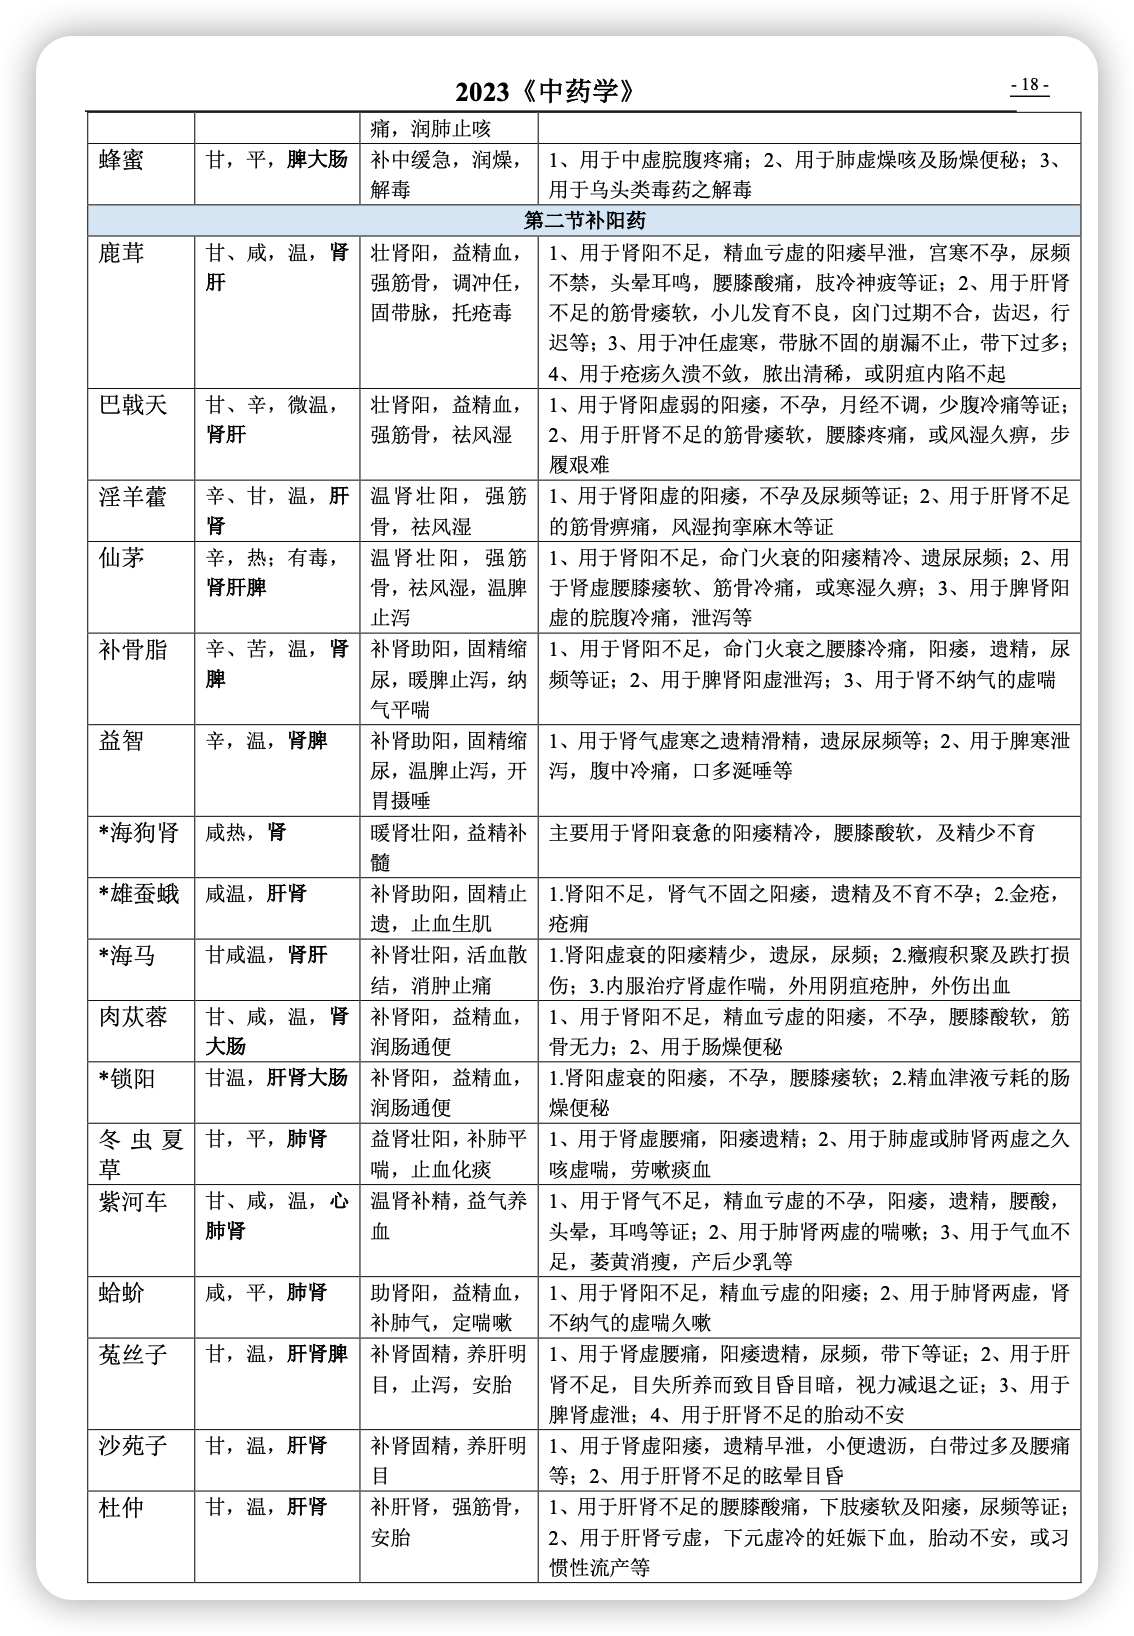 2023《中药学》
- 18 -
痛，润肺止咳
蜂蜜 甘，平，脾大肠 补中缓急，润燥， 1、用于中虚脘腹疼痛；2、用于肺虚燥咳及肠燥便秘；3、
解毒 用于乌头类毒药之解毒
第二节补阳药
鹿茸 甘、咸，温，肾 壮肾阳，益精血， 1、用于肾阳不足，精血亏虚的阳痿早泄，宫寒不孕，尿频
肝 强筋骨，调冲任， 不禁，头晕耳鸣，腰膝酸痛，肢冷神疲等证；2、用于肝肾
固带脉，托疮毒 不足的筋骨痿软，小儿发育不良，囟门过期不合，齿迟，行
迟等；3、用于冲任虚寒，带脉不固的崩漏不止，带下过多；
4、用于疮疡久溃不敛，脓出清稀，或阴疽内陷不起
巴戟天 甘、辛，微温， 壮肾阳，益精血， 1、用于肾阳虚弱的阳痿，不孕，月经不调，少腹冷痛等证；
肾肝 强筋骨，祛风湿 2、用于肝肾不足的筋骨痿软，腰膝疼痛，或风湿久痹，步
履艰难
淫羊藿 辛、甘，温，肝 温肾壮阳，强筋 1、用于肾阳虚的阳痿，不孕及尿频等证；2、用于肝肾不足
肾 骨，祛风湿 的筋骨痹痛，风湿拘挛麻木等证
仙茅 辛，热；有毒， 温肾壮阳，强筋 1、用于肾阳不足，命门火衰的阳痿精冷、遗尿尿频；2、用
肾肝脾 骨，祛风湿，温脾 于肾虚腰膝痿软、筋骨冷痛，或寒湿久痹；3、用于脾肾阳
止泻 虚的脘腹冷痛，泄泻等
补骨脂 辛、苦，温，肾 补肾助阳，固精缩 1、用于肾阳不足，命门火衰之腰膝冷痛，阳痿，遗精，尿
脾 尿，暖脾止泻，纳 频等证；2、用于脾肾阳虚泄泻；3、用于肾不纳气的虚喘
气平喘
益智 辛，温，肾脾 补肾助阳，固精缩 1、用于肾气虚寒之遗精滑精，遗尿尿频等；2、用于脾寒泄
尿，温脾止泻，开 泻，腹中冷痛，口多涎唾等
胃摄唾
*海狗肾 咸热，肾 暖肾壮阳，益精补 主要用于肾阳衰惫的阳痿精冷，腰膝酸软，及精少不育
髓
*雄蚕蛾 咸温，肝肾 补肾助阳，固精止 1.肾阳不足，肾气不固之阳痿，遗精及不育不孕；2.金疮，
遗，止血生肌 疮痈
*海马 甘咸温，肾肝 补肾壮阳，活血散 1.肾阳虚衰的阳痿精少，遗尿，尿频；2.癥瘕积聚及跌打损
结，消肿止痛 伤；3.内服治疗肾虚作喘，外用阴疽疮肿，外伤出血
肉苁蓉 甘、咸，温，肾 补肾阳，益精血， 1、用于肾阳不足，精血亏虚的阳痿，不孕，腰膝酸软，筋
大肠 润肠通便 骨无力；2、用于肠燥便秘
*锁阳 甘温，肝肾大肠 补肾阳，益精血， 1.肾阳虚衰的阳痿，不孕，腰膝痿软；2.精血津液亏耗的肠
润肠通便 燥便秘
冬虫夏 甘，平，肺肾 益肾壮阳，补肺平 1、用于肾虚腰痛，阳痿遗精；2、用于肺虚或肺肾两虚之久
草 喘，止血化痰 咳虚喘，劳嗽痰血
紫河车 甘、咸，温，心 温肾补精，益气养 1、用于肾气不足，精血亏虚的不孕，阳痿，遗精，腰酸，
肺肾 血 头晕，耳鸣等证；2、用于肺肾两虚的喘嗽；3、用于气血不
足，萎黄消瘦，产后少乳等
蛤蚧 咸，平，肺肾 助肾阳，益精血， 1、用于肾阳不足，精血亏虚的阳痿；2、用于肺肾两虚，肾
补肺气，定喘嗽 不纳气的虚喘久嗽
菟丝子 甘，温，肝肾脾 补肾固精，养肝明 1、用于肾虚腰痛，阳痿遗精，尿频，带下等证；2、用于肝
目，止泻，安胎 肾不足，目失所养而致目昏目暗，视力减退之证；3、用于
脾肾虚泄；4、用于肝肾不足的胎动不安
沙苑子 甘，温，肝肾 补肾固精，养肝明 1、用于肾虚阳痿，遗精早泄，小便遗沥，白带过多及腰痛
目 等；2、用于肝肾不足的眩晕目昏
杜仲 甘，温，肝肾 补肝肾，强筋骨， 1、用于肝肾不足的腰膝酸痛，下肢痿软及阳痿，尿频等证；
安胎 2、用于肝肾亏虚，下元虚冷的妊娠下血，胎动不安，或习
惯性流产等